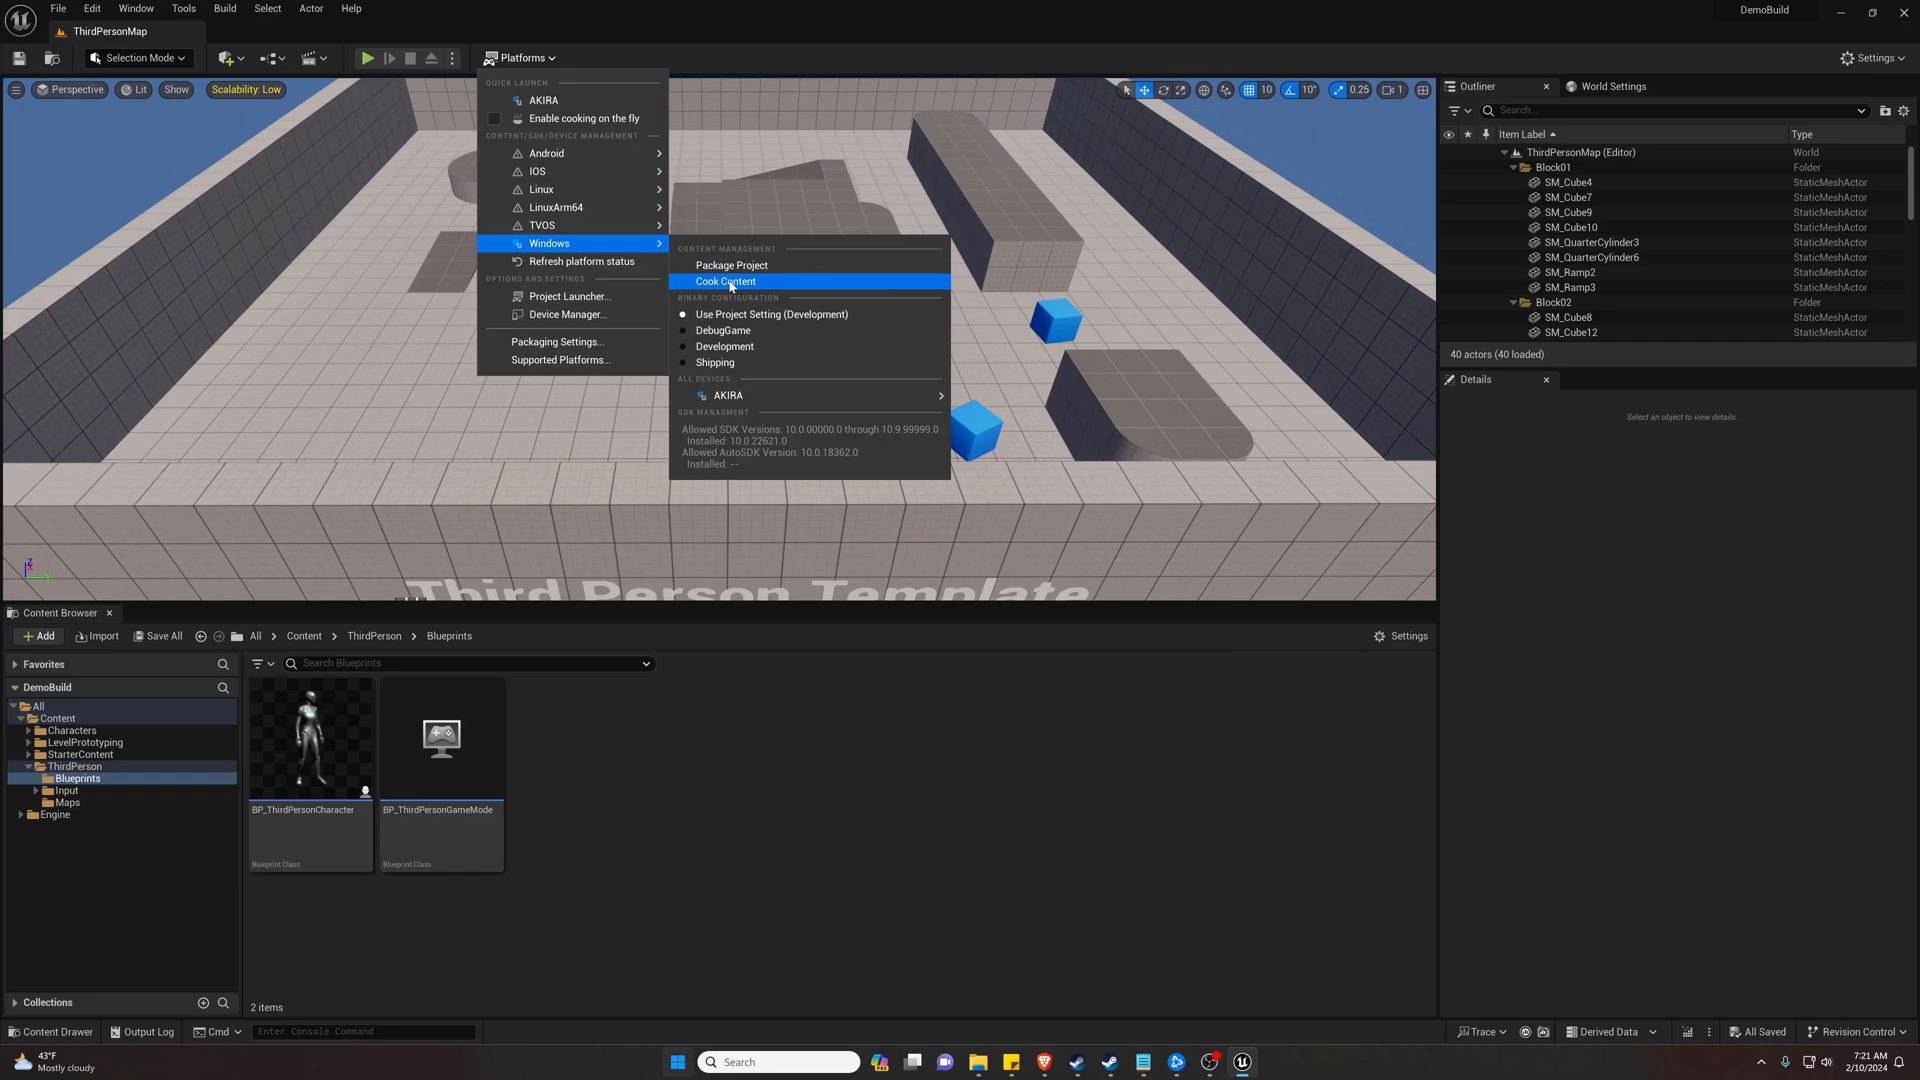 File Edit Window Tools Build Select Actor Help
DemoBuild
ThirdPersonMap
Selection Mode
Platforms
Settings
Perspective Lit Show Scalability: Low
10 10° 0.25 1
QUICK LAUNCH
AKIRA
Enable cooking on the fly
CONTENT/SDK/DEVICE MANAGEMENT
Android
IOS
Linux
LinuxArm64
TVOS
Windows
Refresh platform status
OPTIONS AND SETTINGS
Project Launcher...
Device Manager...
Packaging Settings...
Supported Platforms...
CONTENT MANAGEMENT
Package Project
Cook Content
BINARY CONFIGURATION
Use Project Setting (Development)
DebugGame
Development
Shipping
ALL DEVICES
AKIRA
SDK MANAGMENT
Allowed SDK Versions: 10.0.00000.0 through 10.9.99999.0
Installed: 10.0.22621.0
Allowed AutoSDK Version: 10.0.18362.0
Installed: --
Third Person Template
Z
X
Y
Outliner
World Settings
Search...
Item Label Type
ThirdPersonMap (Editor) World
Block01 Folder
SM_Cube4 StaticMeshActor
SM_Cube7 StaticMeshActor
SM_Cube9 StaticMeshActor
SM_Cube10 StaticMeshActor
SM_QuarterCylinder3 StaticMeshActor
SM_QuarterCylinder6 StaticMeshActor
SM_Ramp2 StaticMeshActor
SM_Ramp3 StaticMeshActor
Block02 Folder
SM_Cube8 StaticMeshActor
SM_Cube12 StaticMeshActor
40 actors (40 loaded)
Details
Select an object to view details.
Content Browser
Add Import Save All All Content ThirdPerson Blueprints
Settings
Favorites
DemoBuild
All
Content
Characters
LevelPrototyping
StarterContent
ThirdPerson
Blueprints
Input
Maps
Engine
Collections
Search Blueprints
BP_ThirdPersonCharacter
Blueprint Class
BP_ThirdPersonGameMode
Blueprint Class
2 items
Content Drawer Output Log Cmd Enter Console Command
Trace Derived Data All Saved Revision Control
43°F
Mostly cloudy
Search
7:21 AM
2/10/2024